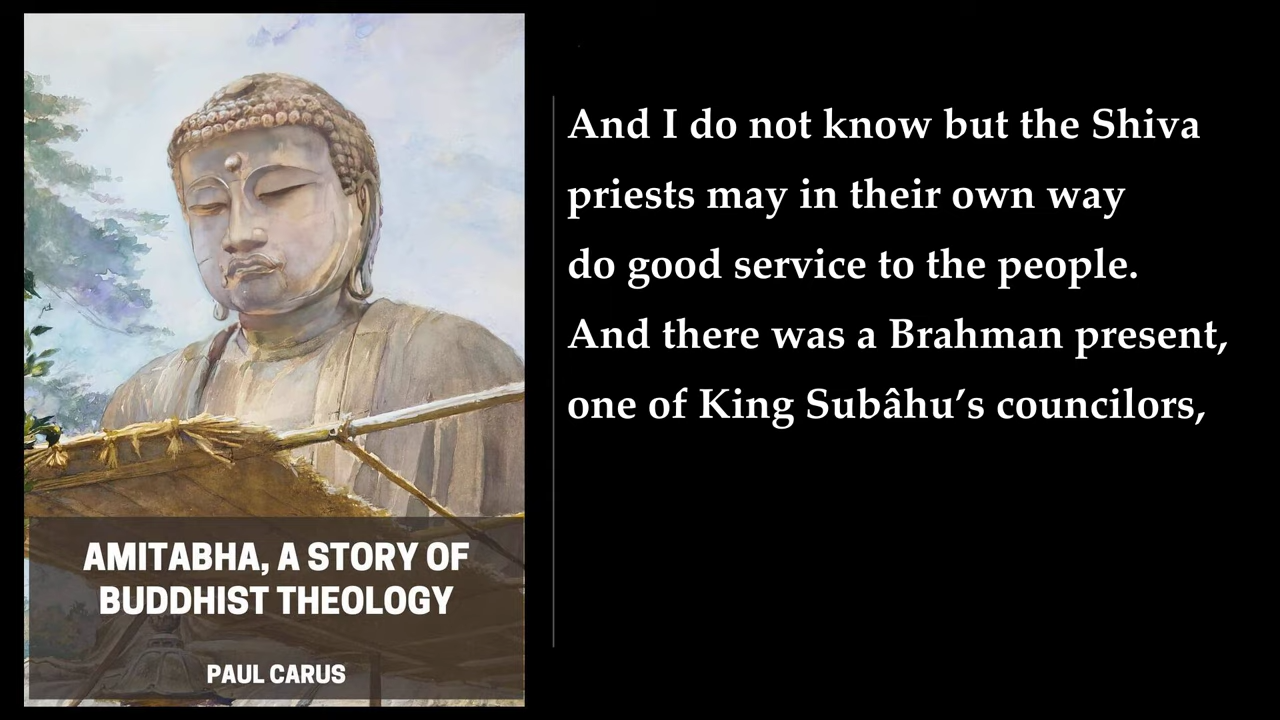 And I do not know but the Shiva
priests may in their own way
do good service to the people.
And there was a Brahman present,
one of King Subâhu’s councilors,
AMITABHA, A STORY OF
BUDDHIST THEOLOGY
PAUL CARUS